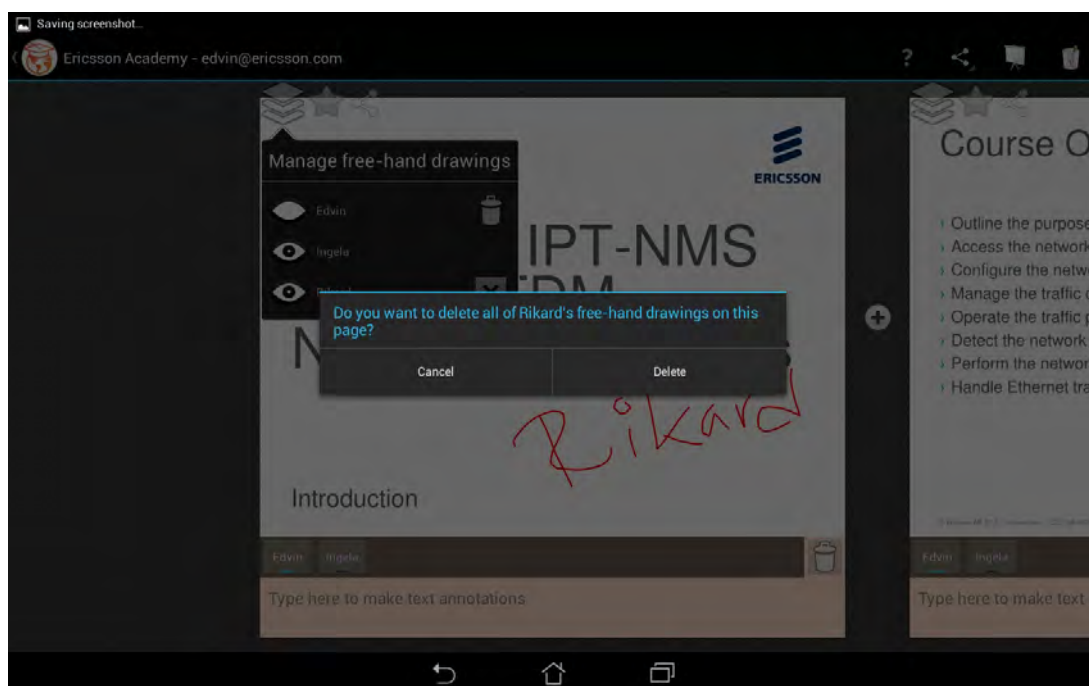 Saving screenshot...
Ericsson Academy - edvin@ericsson.com
?
Manage free-hand drawings
Edvin
Ingela
ERICSSON
IPT-NMS
Do you want to delete all of Rikard's free-hand drawings on this
page?
Cancel
Delete
Rikard
Introduction
Edvin
Ingela
Type here to make text annotations
Course O
› Outline the purpose
› Access the network
› Configure the netwo
› Manage the traffic
› Operate the traffic p
› Detect the network
› Perform the networ
› Handle Ethernet tra
Edvin
Ingela
Type here to make text